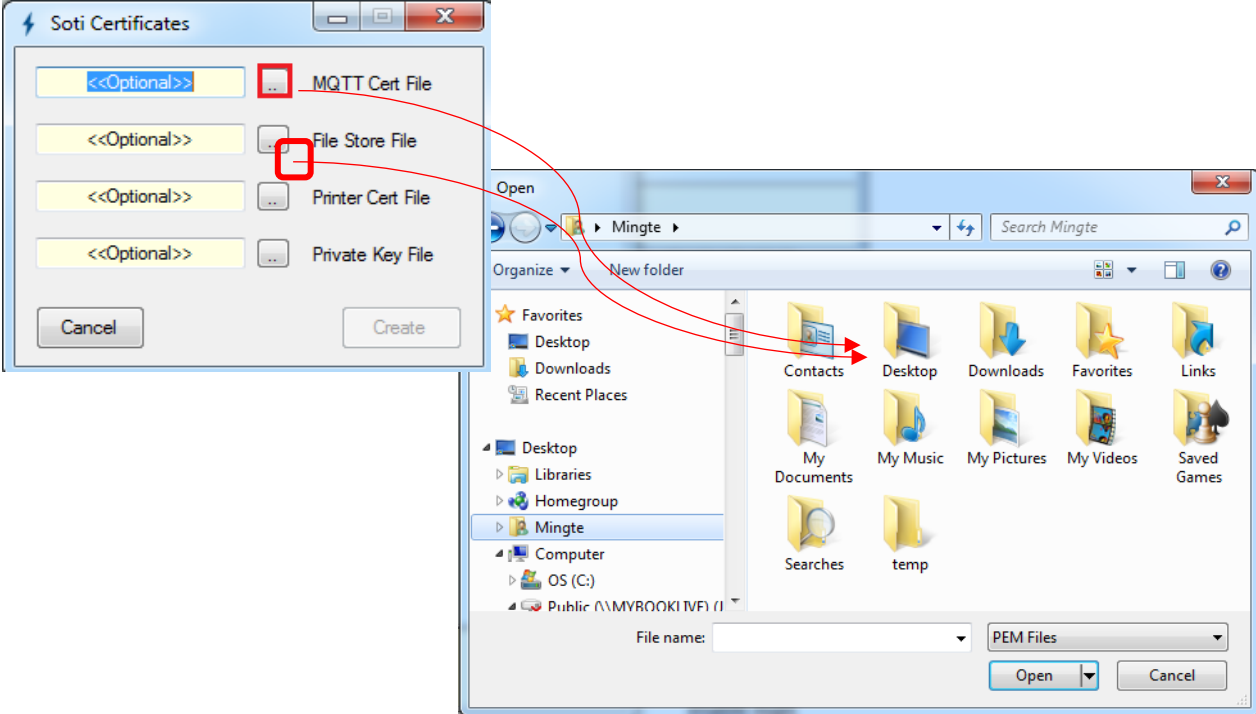 Soti Certificates
<<Optional>> .. MQTT Cert File
<<Optional>> .. File Store File
<<Optional>> .. Printer Cert File
<<Optional>> .. Private Key File
Cancel Create
Open
Mingte
Search Mingte
Organize New folder
Favorites
Desktop
Downloads
Recent Places
Desktop
Libraries
Homegroup
Mingte
Computer
OS (C:)
Public (\\MYBOOKLIVE)
Contacts Desktop Downloads Favorites Links
My Documents My Music My Pictures My Videos Saved Games
Searches temp
File name: PEM Files
Open Cancel